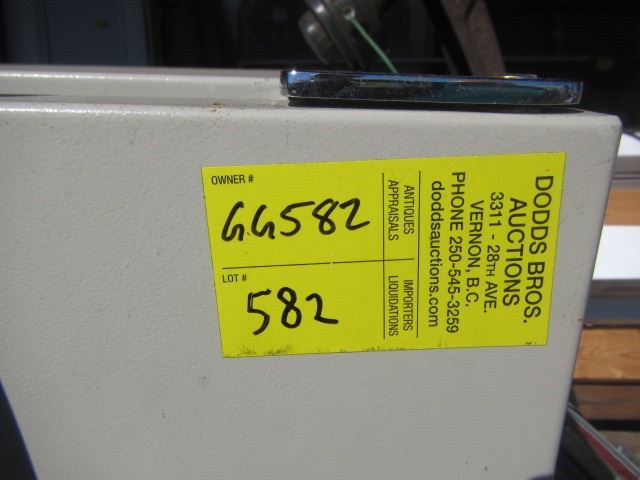 OWNER #
GG582
LOT #
582
ANTIQUES
APPRAISALS
IMPORTERS
LIQUIDATIONS
DODDS BROS.
AUCTIONS
3311 - 28TH AVE.
VERNON, B.C.
PHONE 250-545-3259
doddsauctions.com